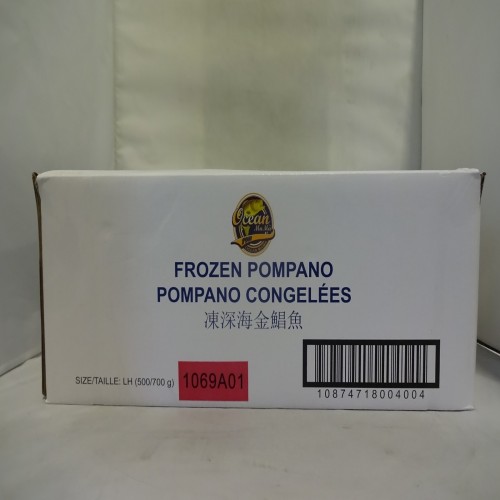 Ocean
FROZEN POMPANO
POMPANO CONGELÉES
凍深海金鯧魚
SIZE/TAILLE: LH (500/700 g)
1069A01
10874718004004